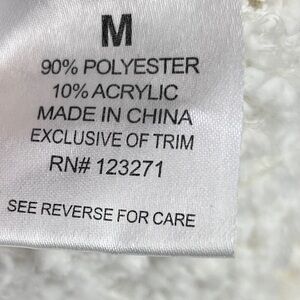 M
90% POLYESTER
10% ACRYLIC
MADE IN CHINA
EXCLUSIVE OF TRIM
RN# 123271
SEE REVERSE FOR CARE